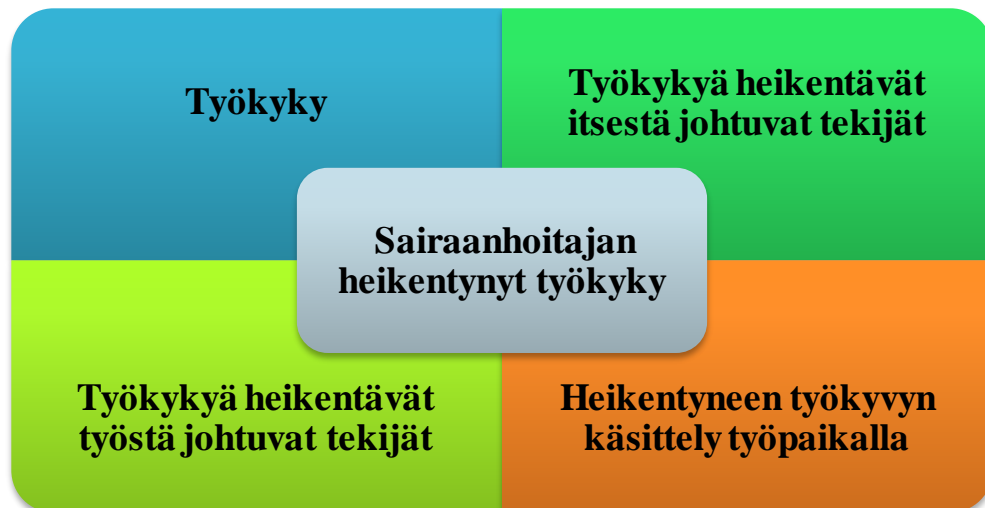 Työkyky
Työkykyä heikentävät
itsestä johtuvat tekijät
Sairaanhoitajan
heikentynyt työkyky
Työkykyä heikentävät
työstä johtuvat tekijät
Heikentyneen työkyvyn
käsittely työpaikalla